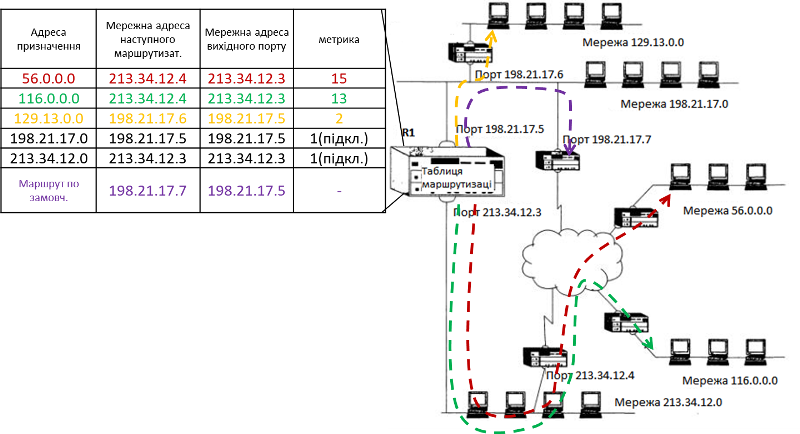 Адреса призначення
Мережна адреса наступного маршрутизат.
Мережна адреса вихідного порту
метрика
56.0.0.0 213.34.12.4 213.34.12.3 15
116.0.0.0 213.34.12.4 213.34.12.3 13
129.13.0.0 198.21.17.6 198.21.17.5 2
198.21.17.0 198.21.17.5 198.21.17.5 1(підкл.)
213.34.12.0 213.34.12.3 213.34.12.3 1(підкл.)
Маршрут по замовч. 198.21.17.7 198.21.17.5 -
Мережа 129.13.0.0
Порт 198.21.17.6
Мережа 198.21.17.0
R1
Порт 198.21.17.5
Порт 198.21.17.7
Таблиця
маршрутизаці
Порт 213.34.12.3
Мережа 56.0.0.0
Порт 213.34.12.4
Мережа 116.0.0.0
Мережа 213.34.12.0